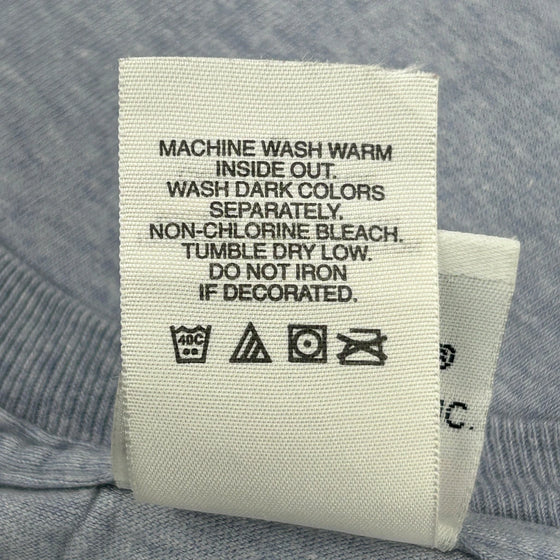 MACHINE WASH WARM
INSIDE OUT.
WASH DARK COLORS
SEPARATELY.
NON-CHLORINE BLEACH.
TUMBLE DRY LOW.
DO NOT IRON
IF DECORATED.
40C
®
C.